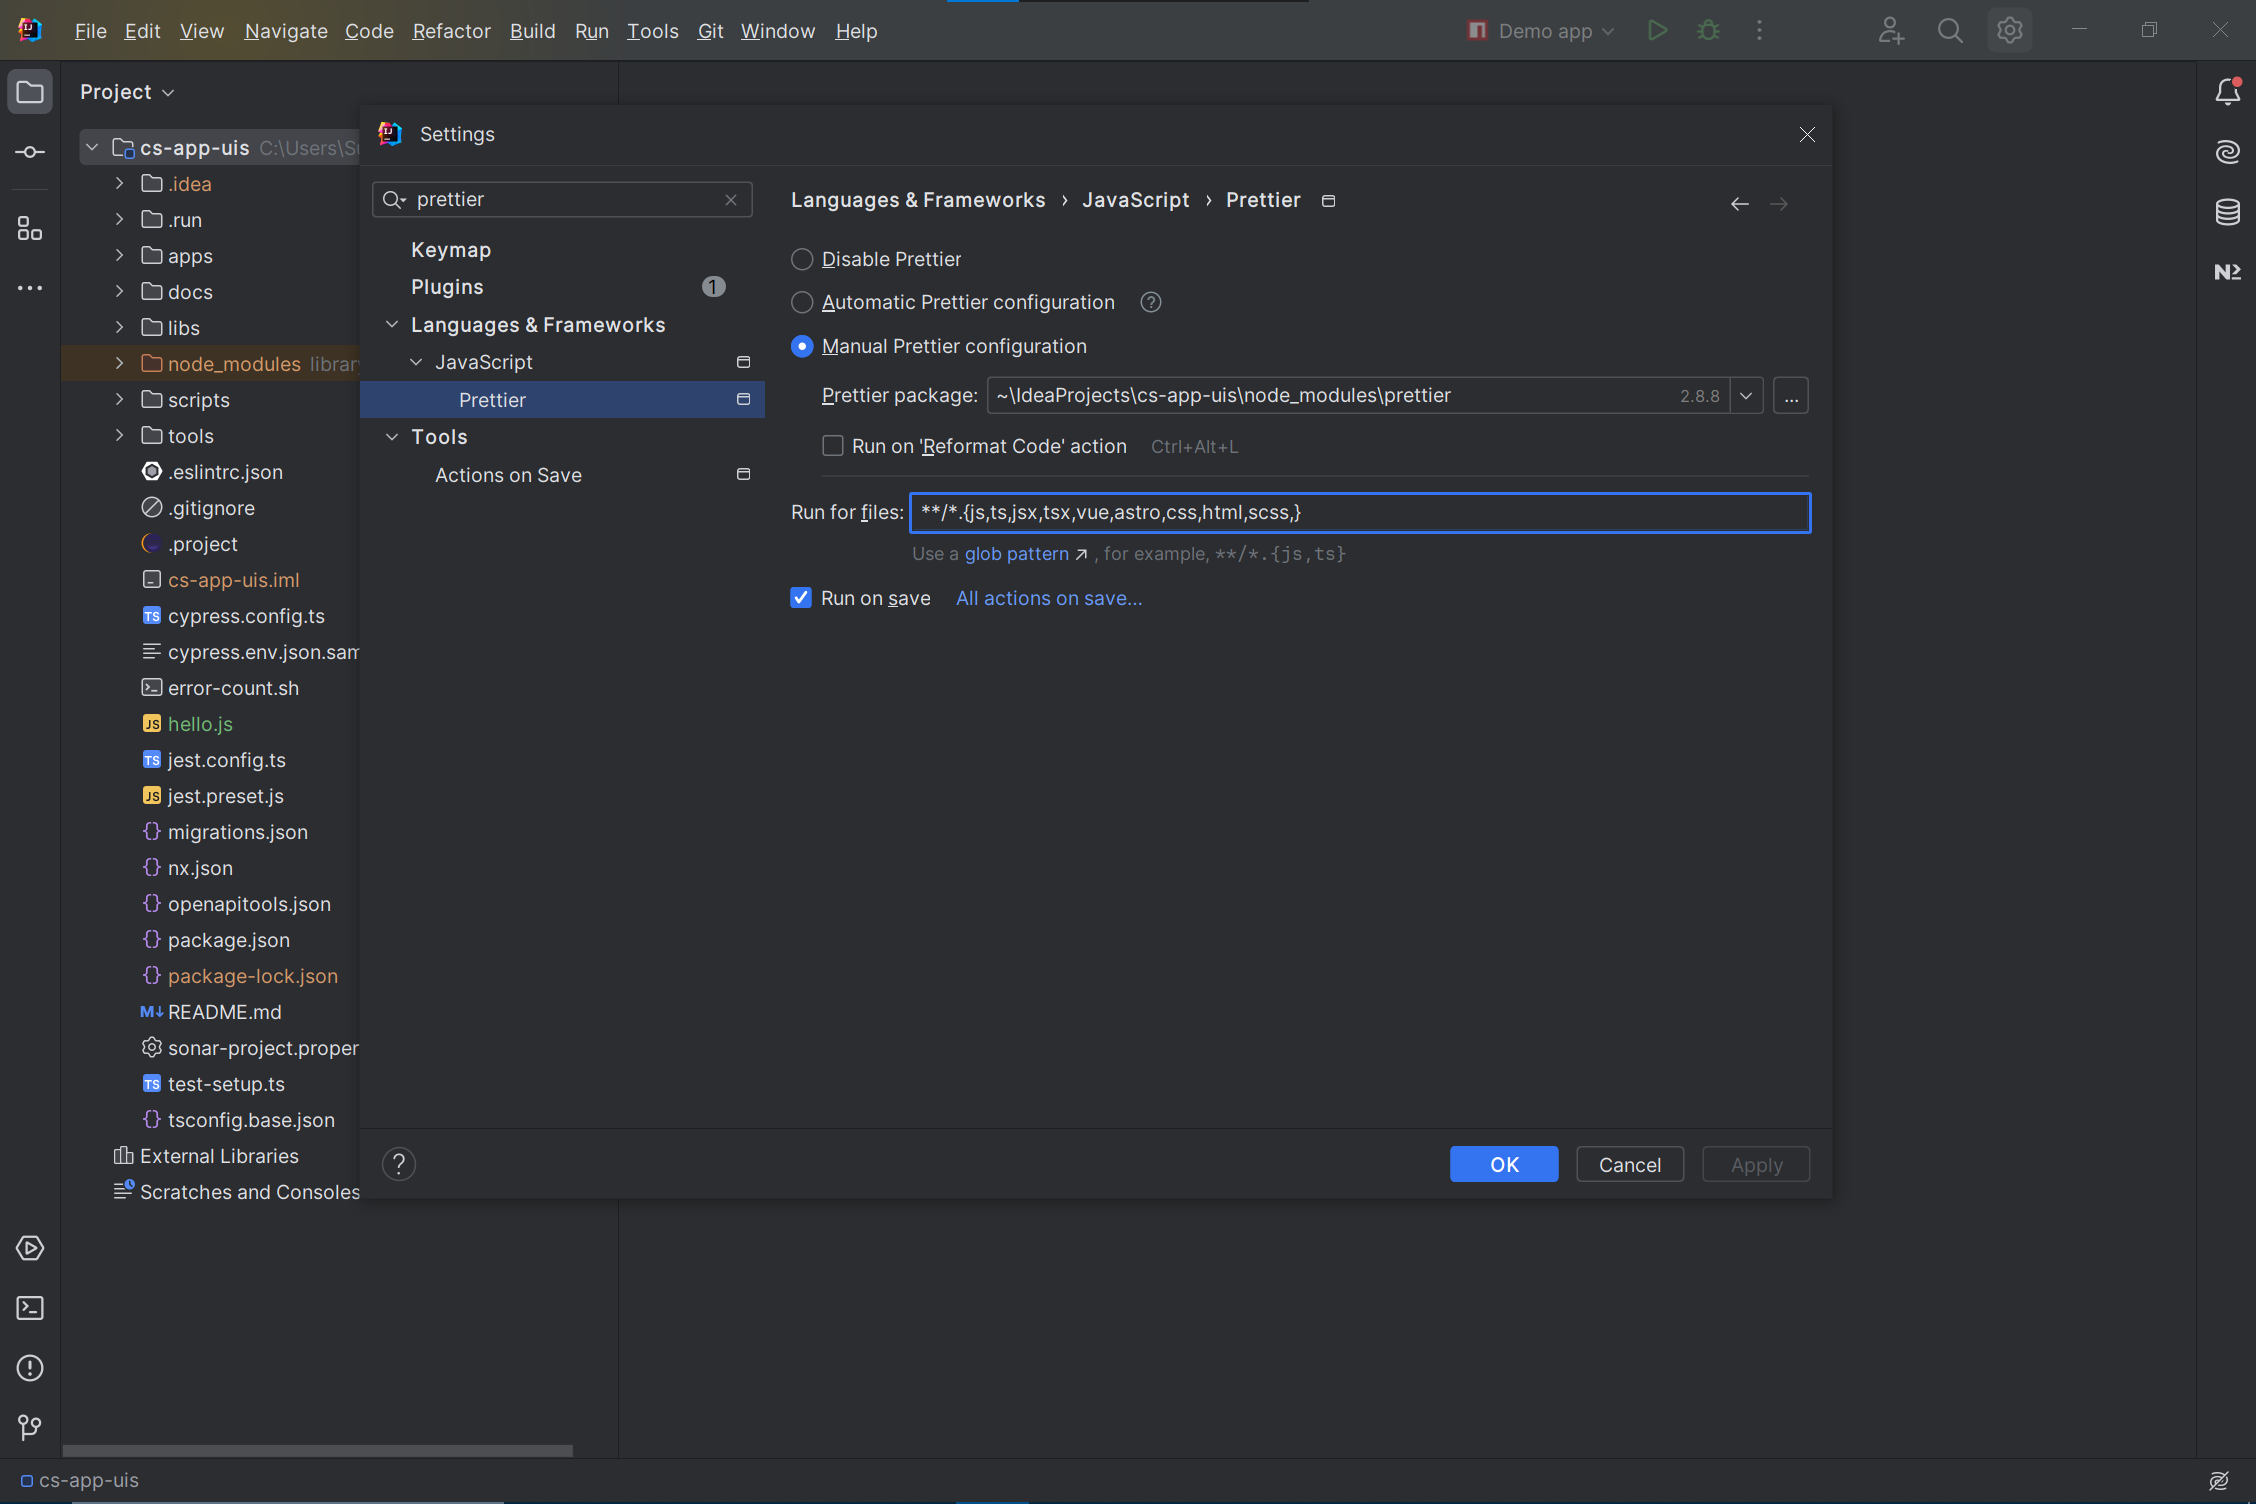 File Edit View Navigate Code Refactor Build Run Tools Git Window Help
Demo app
Project
cs-app-uis C:\Users\S
.idea
.run
apps
docs
libs
node_modules library
scripts
tools
.eslintrc.json
.gitignore
.project
cs-app-uis.iml
TS cypress.config.ts
cypress.env.json.sam
error-count.sh
JS hello.js
TS jest.config.ts
JS jest.preset.js
{} migrations.json
{} nx.json
{} openapitools.json
{} package.json
{} package-lock.json
M↓ README.md
sonar-project.proper
TS test-setup.ts
{} tsconfig.base.json
External Libraries
Scratches and Consoles
cs-app-uis
Settings
prettier
Keymap
Plugins 1
Languages & Frameworks
JavaScript
Prettier
Tools
Actions on Save
Languages & Frameworks › JavaScript › Prettier
Disable Prettier
Automatic Prettier configuration ?
Manual Prettier configuration
Prettier package: ~\IdeaProjects\cs-app-uis\node_modules\prettier 2.8.8 ...
Run on 'Reformat Code' action Ctrl+Alt+L
Run for files: **/*.{js,ts,jsx,tsx,vue,astro,css,html,scss,}
Use a glob pattern ↗ , for example, **/*.{js,ts}
Run on save All actions on save...
?
OK Cancel Apply